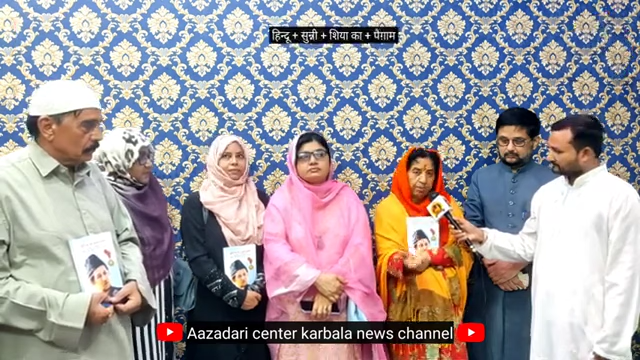 हिन्दू + सुन्नी + शिया का + पैग़ाम
Aazadari center karbala news channel